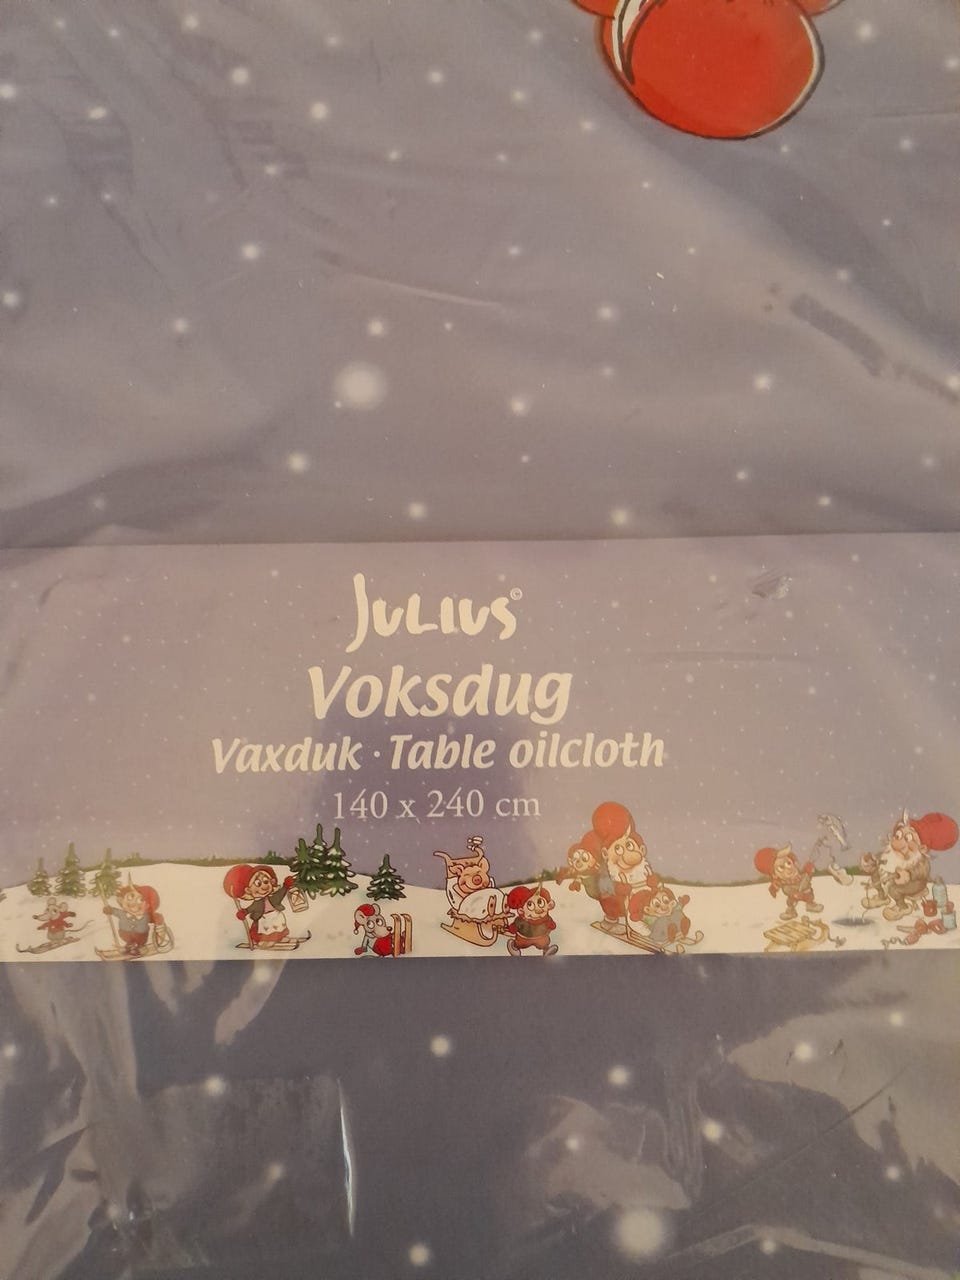 JULIUS©
Voksdug
Vaxduk · Table oilcloth
140 x 240 cm